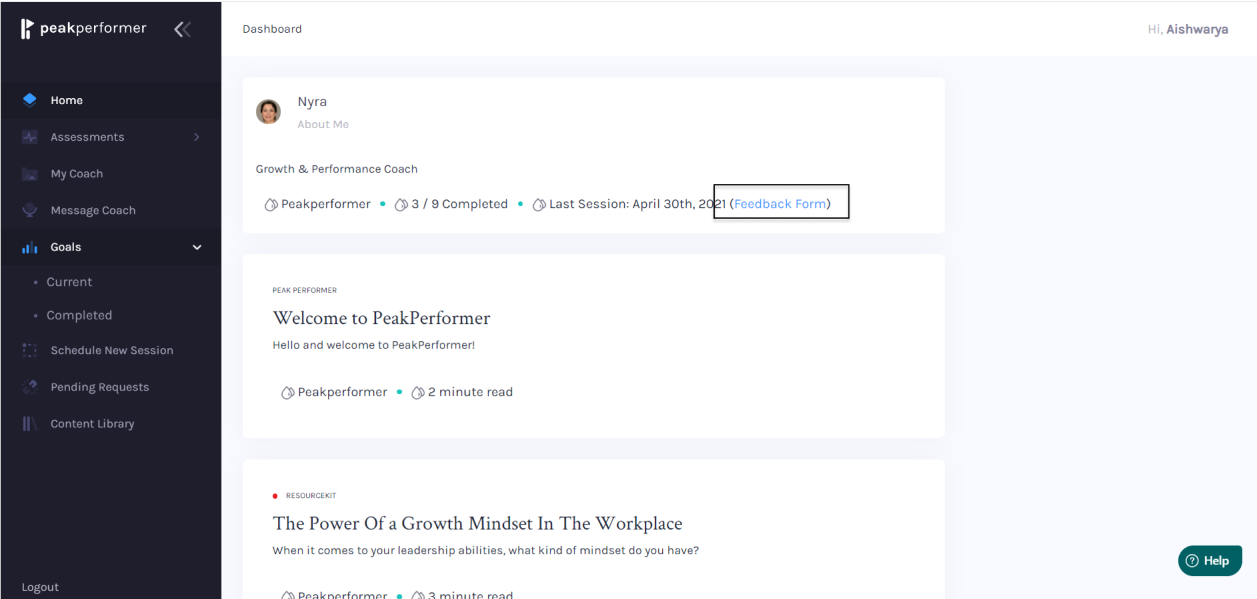 peakperformer
Dashboard
Hi, Aishwarya
Home
Assessments
My Coach
Message Coach
Goals
Current
Completed
Schedule New Session
Pending Requests
Content Library
Logout
Nyra
About Me
Growth & Performance Coach
Peakperformer • 3 / 9 Completed • Last Session: April 30th, 2021 (Feedback Form)
PEAK PERFORMER
Welcome to PeakPerformer
Hello and welcome to PeakPerformer!
Peakperformer • 2 minute read
RESOURCEKIT
The Power Of a Growth Mindset In The Workplace
When it comes to your leadership abilities, what kind of mindset do you have?
Peakperformer • 3 minute read
Help